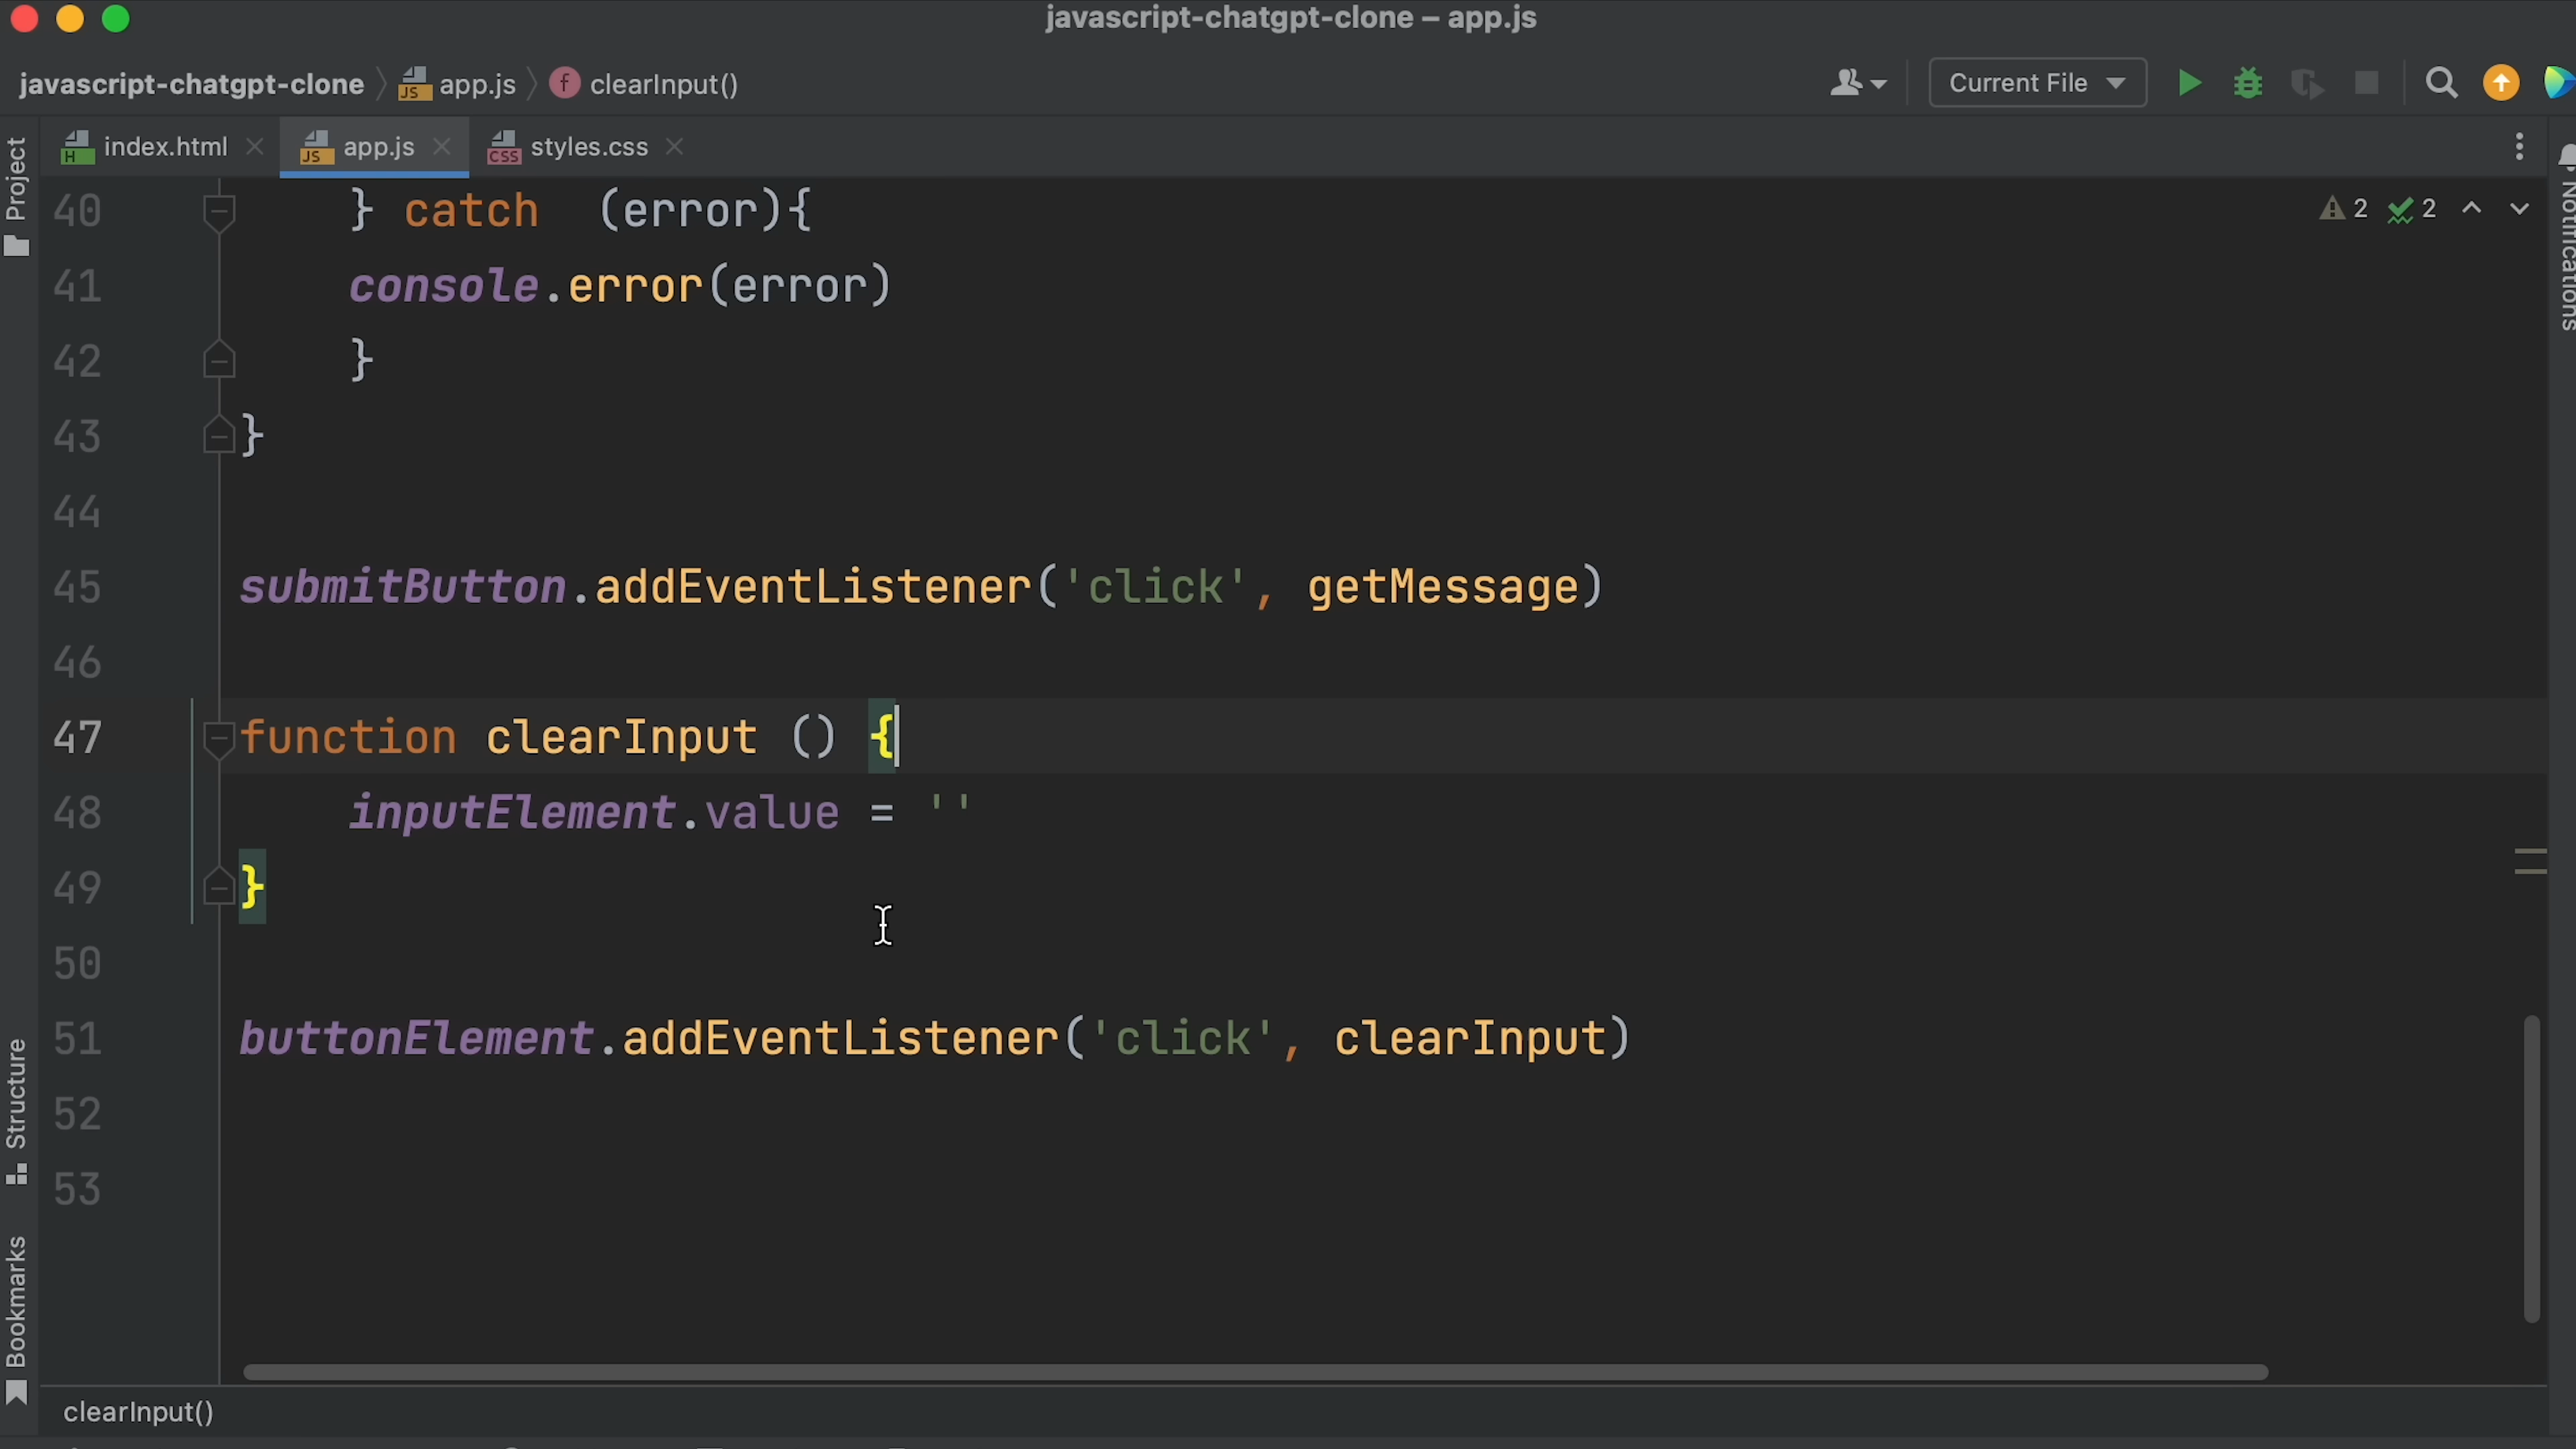 javascript-chatgpt-clone – app.js
javascript-chatgpt-clone app.js f clearInput()
Current File
index.html app.js styles.css
Project
Notifications
2 2
40 } catch  (error){
41 console.error(error)
42 }
43 }
44
45 submitButton.addEventListener('click', getMessage)
46
47 function clearInput () {
48 inputElement.value = ''
49 }
50
51 buttonElement.addEventListener('click', clearInput)
52
53
Structure
Bookmarks
clearInput()